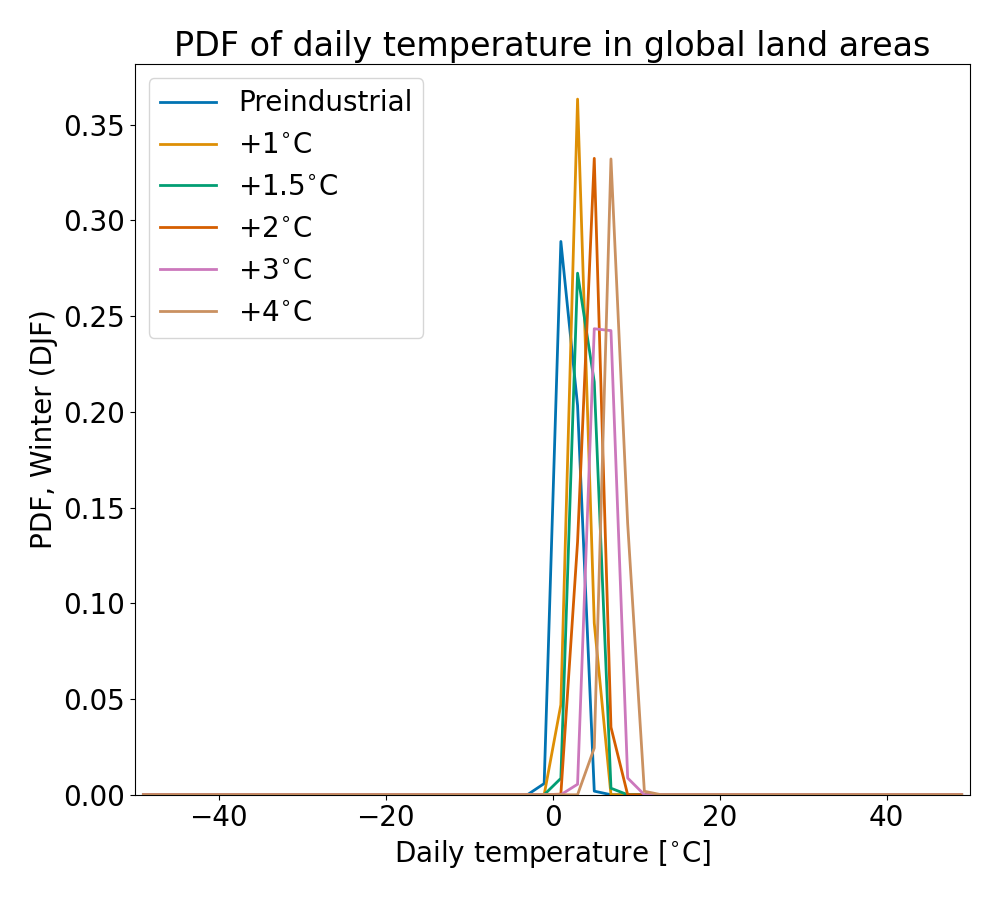 PDF of daily temperature in global land areas
Preindustrial
+1°C
+1.5°C
+2°C
+3°C
+4°C
PDF, Winter (DJF)
0.35
0.30
0.25
0.20
0.15
0.10
0.05
0.00
−40
−20
0
20
40
Daily temperature [°C]